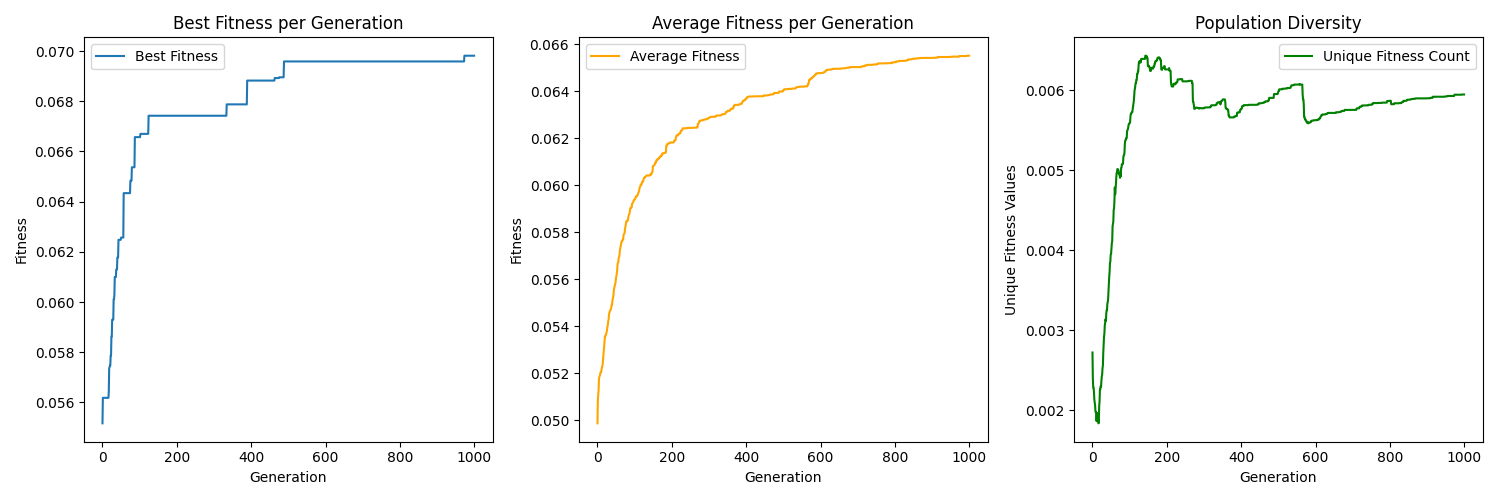 Best Fitness per Generation
Best Fitness
Fitness
0.070
0.068
0.066
0.064
0.062
0.060
0.058
0.056
0 200 400 600 800 1000
Generation
Average Fitness per Generation
Average Fitness
Fitness
0.066
0.064
0.062
0.060
0.058
0.056
0.054
0.052
0.050
0 200 400 600 800 1000
Generation
Population Diversity
Unique Fitness Count
Unique Fitness Values
0.006
0.005
0.004
0.003
0.002
0 200 400 600 800 1000
Generation